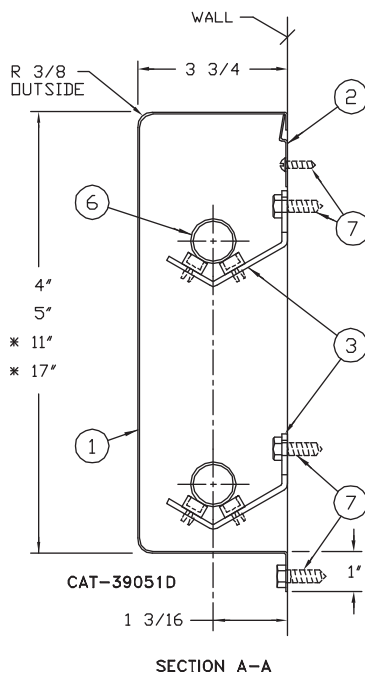 WALL
3 3/4
R 3/8
OUTSIDE
2
6
7
4"
5"
* 11"
* 17"
3
1
7
1"
CAT-39051D
1 3/16
SECTION A-A